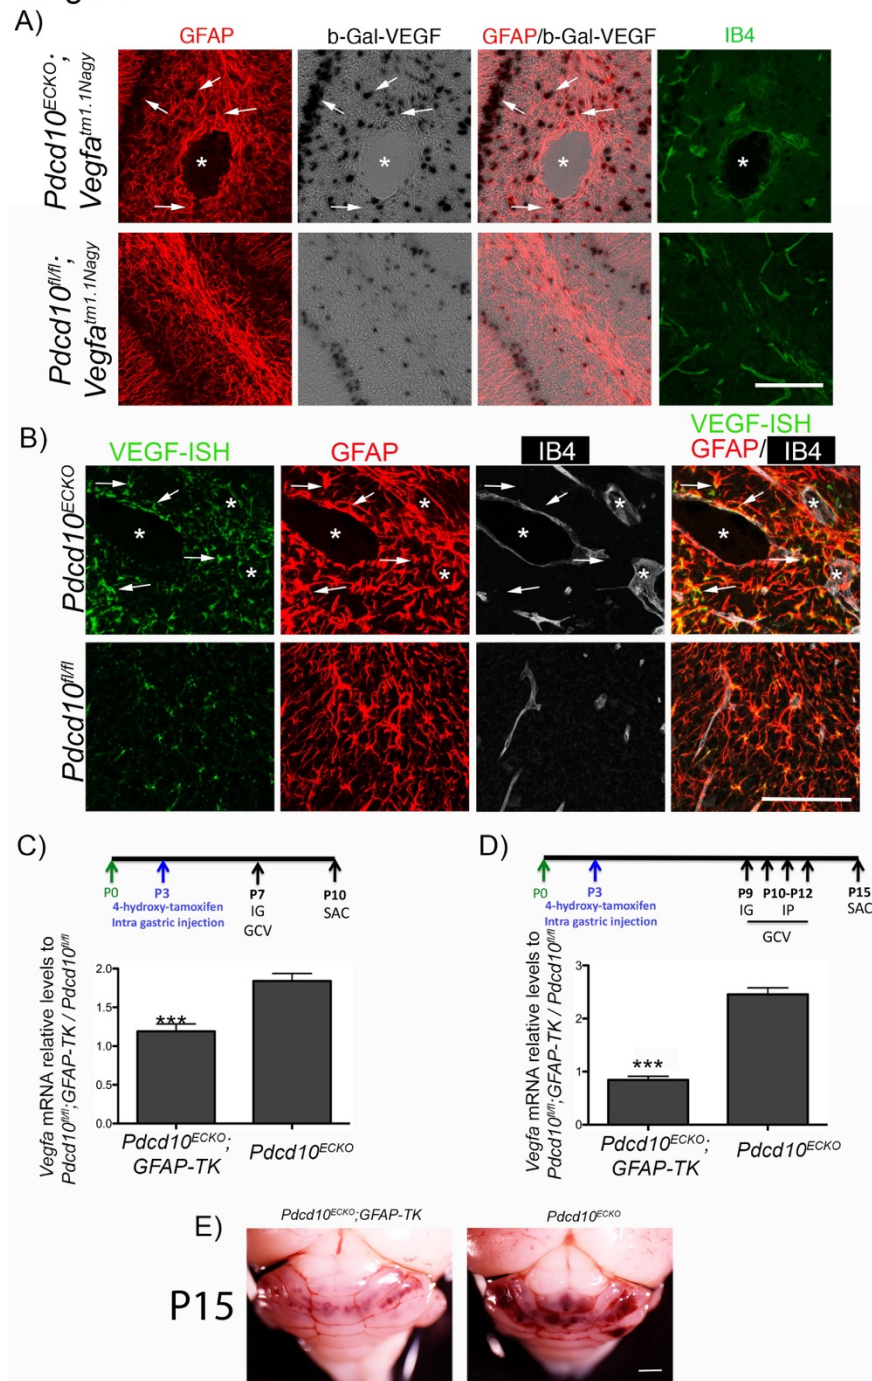 A)
GFAP b-Gal-VEGF GFAP/b-Gal-VEGF IB4
Pdcd10ECKO;
Vegfatm1.1Nagy
* * * *
Pdcd10fl/fl;
Vegfatm1.1Nagy
B)
VEGF-ISH GFAP IB4 VEGF-ISH
GFAP/IB4
Pdcd10ECKO
* * * *
* * * *
* * * *
Pdcd10fl/fl
C)
P0 P3 P7 P10
4-hydroxy-tamoxifen IG SAC
Intra gastric injection GCV
Vegfa mRNA relative levels to
Pdcd10fl/fl;GFAP-TK / Pdcd10fl/fl
2.0
1.5
1.0
0.5
0.0
***
Pdcd10ECKO;
GFAP-TK
Pdcd10ECKO
D)
P0 P3 P9 P10-P12 P15
4-hydroxy-tamoxifen IG IP SAC
Intra gastric injection
GCV
Vegfa mRNA relative levels to
Pdcd10fl/fl;GFAP-TK / Pdcd10fl/fl
3
2
1
0
***
Pdcd10ECKO;
GFAP-TK
Pdcd10ECKO
E)
Pdcd10ECKO;GFAP-TK Pdcd10ECKO
P15